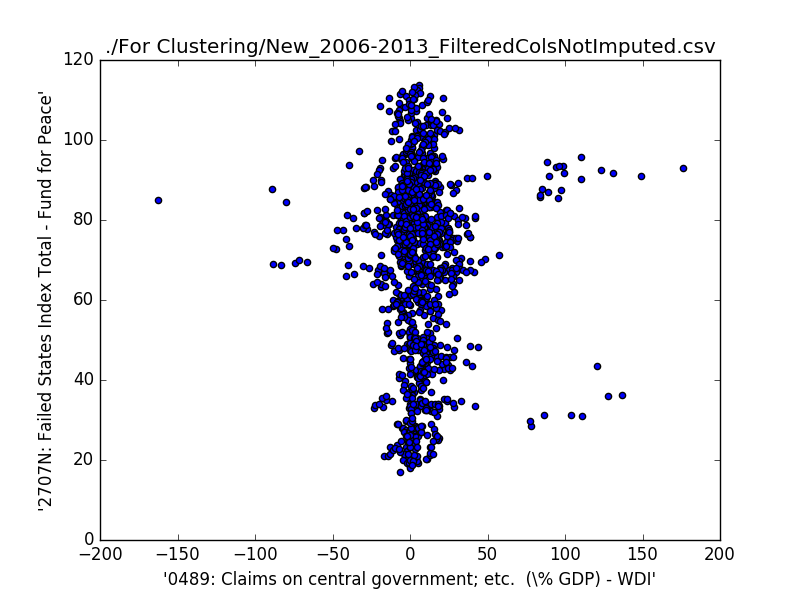 ./For Clustering/New_2006-2013_FilteredColsNotImputed.csv
120
100
80
60
40
20
0
'2707N: Failed States Index Total - Fund for Peace'
−200 −150 −100 −50 0 50 100 150 200
'0489: Claims on central government; etc.  (\% GDP) - WDI'